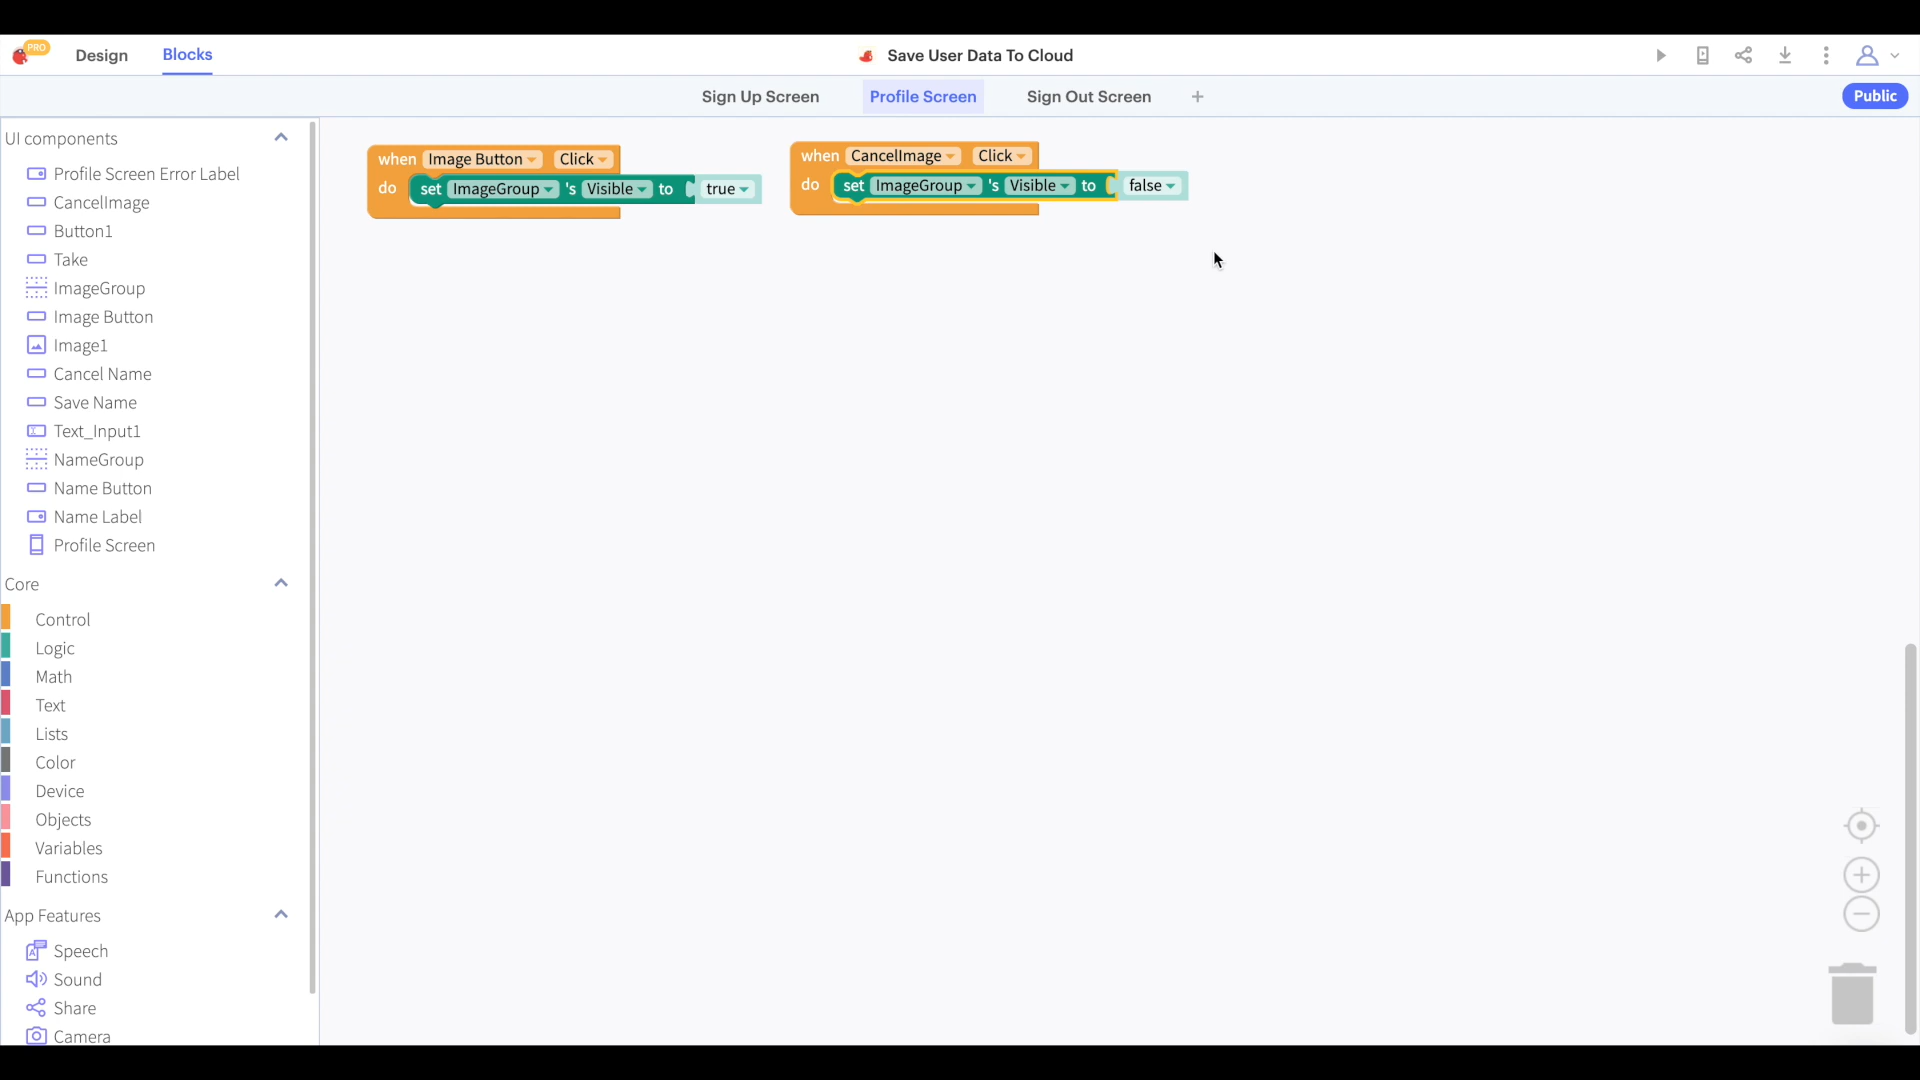 PRO
Design
Blocks
Save User Data To Cloud
Sign Up Screen
Profile Screen
Sign Out Screen
+
Public
UI components
Profile Screen Error Label
CancelImage
Button1
Take
ImageGroup
Image Button
Image1
Cancel Name
Save Name
Text_Input1
NameGroup
Name Button
Name Label
Profile Screen
Core
Control
Logic
Math
Text
Lists
Color
Device
Objects
Variables
Functions
App Features
Speech
Sound
Share
Camera
when Image Button Click
do set ImageGroup 's Visible to true
when CancelImage Click
do set ImageGroup 's Visible to false